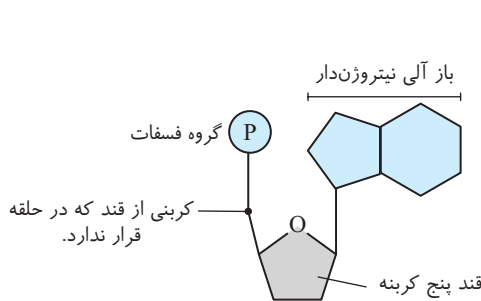 باز آلی نیتروژن‌دار
گروه فسفات
P
کربنی از قند که در حلقه
قرار ندارد.
O
قند پنج کربنه